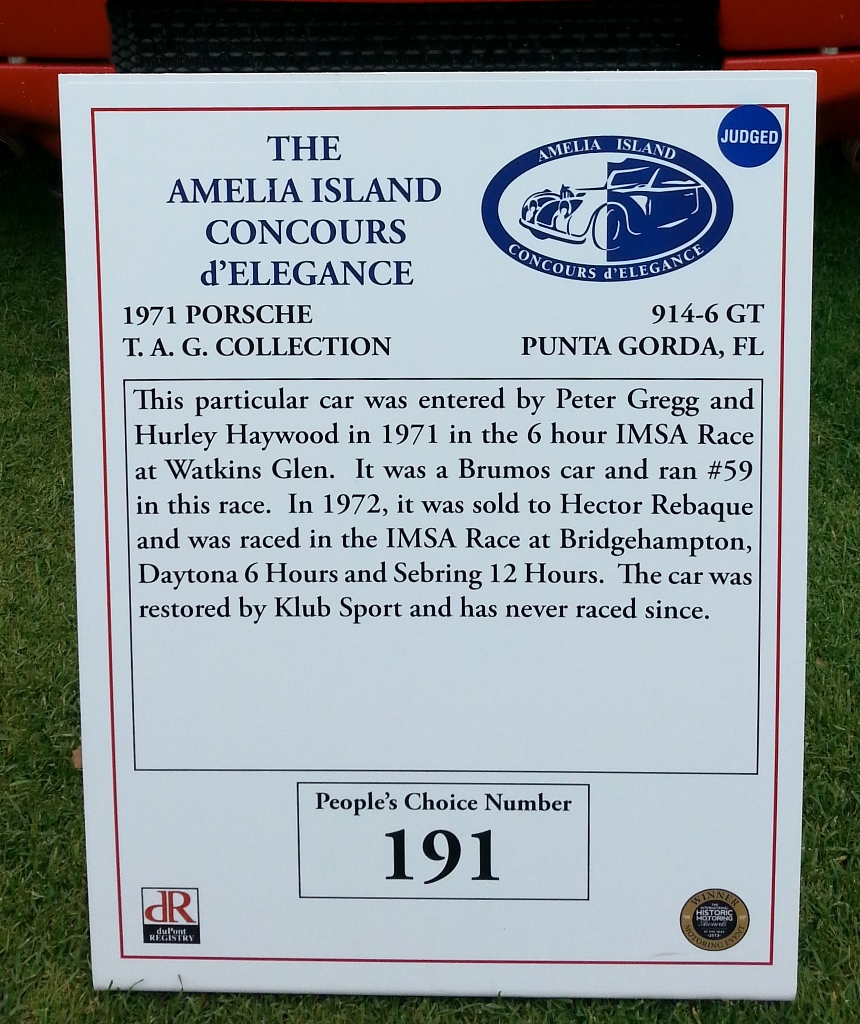 JUDGED
THE
AMELIA ISLAND
CONCOURS
d'ELEGANCE
AMELIA ISLAND
CONCOURS d'ELEGANCE
1971 PORSCHE 914-6 GT
T. A. G. COLLECTION PUNTA GORDA, FL
This particular car was entered by Peter Gregg and
Hurley Haywood in 1971 in the 6 hour IMSA Race
at Watkins Glen. It was a Brumos car and ran #59
in this race. In 1972, it was sold to Hector Rebaque
and was raced in the IMSA Race at Bridgehampton,
Daytona 6 Hours and Sebring 12 Hours. The car was
restored by Klub Sport and has never raced since.
People's Choice Number
191
dR
duPont
REGISTRY
WINNER
THE
INTERNATIONAL
HISTORIC
MOTORING
Awards
MOTORING EVENT